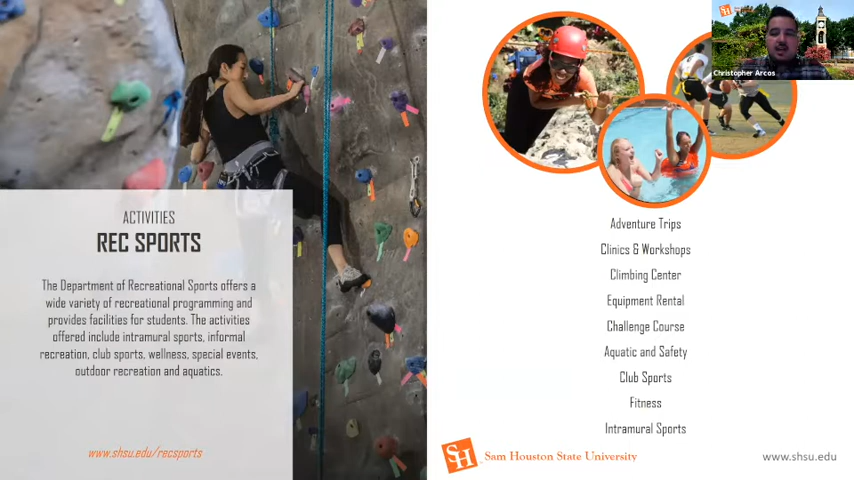 ACTIVITIES
REC SPORTS
The Department of Recreational Sports offers a
wide variety of recreational programming and
provides facilities for students. The activities
offered include intramural sports, informal
recreation, club sports, wellness, special events,
outdoor recreation and aquatics.
www.shsu.edu/recsports
Christopher Arcos
Adventure Trips
Clinics & Workshops
Climbing Center
Equipment Rental
Challenge Course
Aquatic and Safety
Club Sports
Fitness
Intramural Sports
SH Sam Houston State University
www.shsu.edu